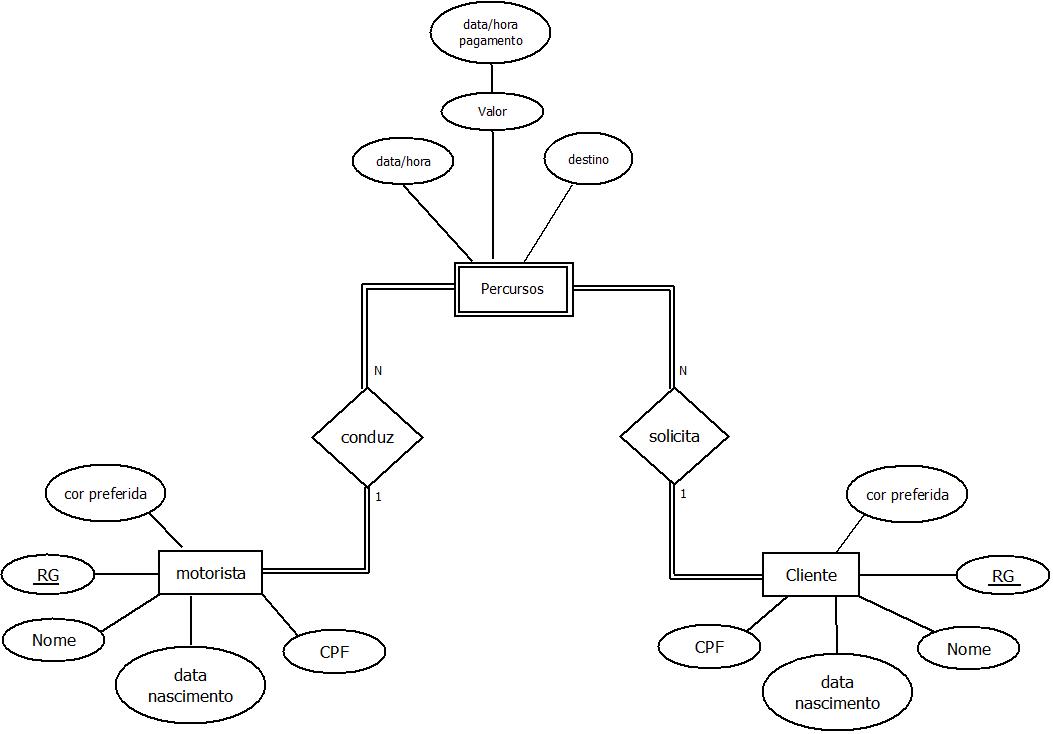 data/hora
pagamento
Valor
data/hora
destino
Percursos
N
N
conduz
solicita
1
1
cor preferida
cor preferida
RG
motorista
Cliente
RG
Nome
CPF
CPF
Nome
data
nascimento
data
nascimento